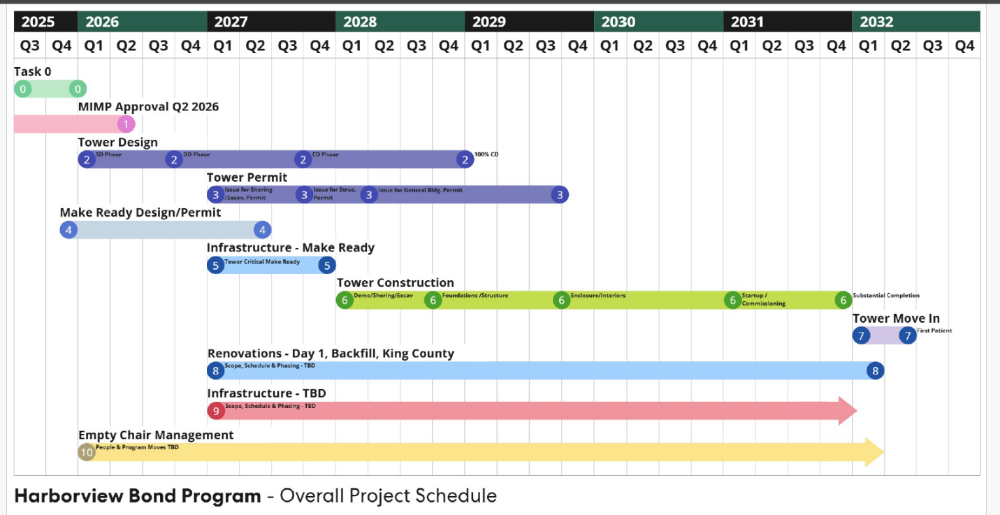 2025 2026 2027 2028 2029 2030 2031 2032
Q3 Q4 Q1 Q2 Q3 Q4 Q1 Q2 Q3 Q4 Q1 Q2 Q3 Q4 Q1 Q2 Q3 Q4 Q1 Q2 Q3 Q4 Q1 Q2 Q3 Q4 Q1 Q2 Q3 Q4
Task 0
0 0
MIMP Approval Q2 2026
1
Tower Design
2 SD Phase 2 DD Phase 2 CD Phase 2 100% CD
Tower Permit
3 Issue for Shoring /Excav. Permit 3 Issue for Struc. Permit 3 Issue for General Bldg. Permit 3
Make Ready Design/Permit
4 4
Infrastructure - Make Ready
5 Tower Critical Make Ready 5
Tower Construction
6 Demo/Shoring/Excav 6 Foundations /Structure 6 Enclosure/Interiors 6 Startup / Commissioning 6 Substantial Completion
Tower Move In
7 7 First Patient
Renovations - Day 1, Backfill, King County
8 Scope, Schedule & Phasing - TBD 8
Infrastructure - TBD
9 Scope, Schedule & Phasing - TBD
Empty Chair Management
10 People & Program Moves TBD
Harborview Bond Program - Overall Project Schedule